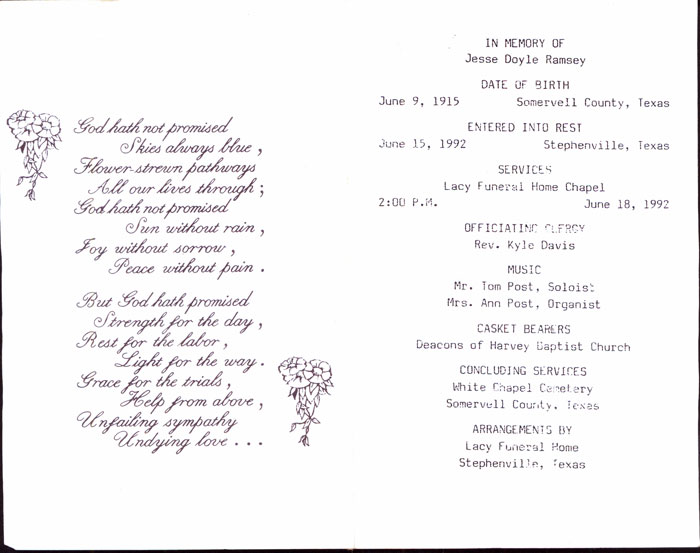 God hath not promised
Skies always blue,
Flower-strewn pathways
All our lives through;
God hath not promised
Sun without rain,
Joy without sorrow,
Peace without pain.
But God hath promised
Strength for the day,
Rest for the labor,
Light for the way.
Grace for the trials,
Help from above,
Unfailing sympathy
Undying love...
IN MEMORY OF
Jesse Doyle Ramsey
DATE OF BIRTH
June 9, 1915 Somervell County, Texas
ENTERED INTO REST
June 15, 1992 Stephenville, Texas
SERVICES
Lacy Funeral Home Chapel
2:00 P.M. June 18, 1992
OFFICIATING CLERGY
Rev. Kyle Davis
MUSIC
Mr. Tom Post, Soloist
Mrs. Ann Post, Organist
CASKET BEARERS
Deacons of Harvey Baptist Church
CONCLUDING SERVICES
White Chapel Cemetery
Somervell County, Texas
ARRANGEMENTS BY
Lacy Funeral Home
Stephenville, Texas